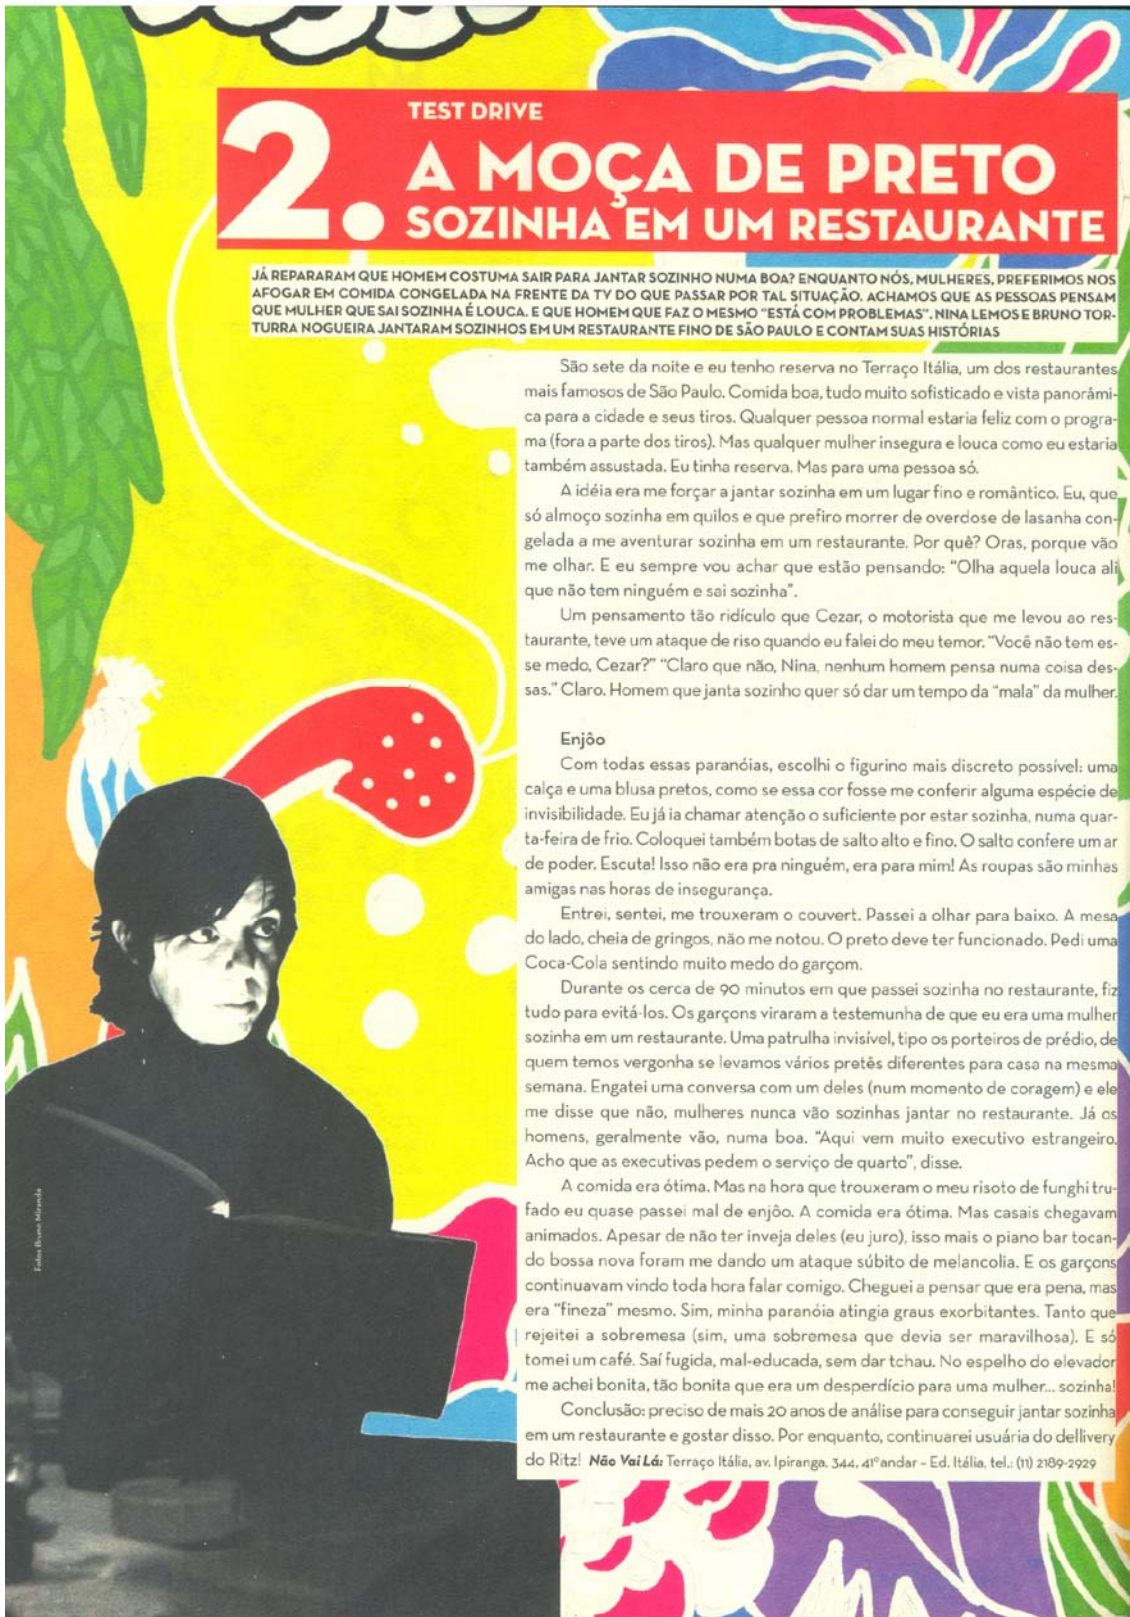 TEST DRIVE
2. A MOÇA DE PRETO
SOZINHA EM UM RESTAURANTE
JÁ REPARARAM QUE HOMEM COSTUMA SAIR PARA JANTAR SOZINHO NUMA BOA? ENQUANTO NÓS, MULHERES, PREFERIMOS NOS
AFOGAR EM COMIDA CONGELADA NA FRENTE DA TV DO QUE PASSAR POR TAL SITUAÇÃO. ACHAMOS QUE AS PESSOAS PENSAM
QUE MULHER QUE SAI SOZINHA É LOUCA. E QUE HOMEM QUE FAZ O MESMO "ESTÁ COM PROBLEMAS". NINA LEMOS E BRUNO TOR-
TURRA NOGUEIRA JANTARAM SOZINHOS EM UM RESTAURANTE FINO DE SÃO PAULO E CONTAM SUAS HISTÓRIAS
São sete da noite e eu tenho reserva no Terraço Itália, um dos restaurantes
mais famosos de São Paulo. Comida boa, tudo muito sofisticado e vista panorâmi-
ca para a cidade e seus tiros. Qualquer pessoa normal estaria feliz com o progra-
ma (fora a parte dos tiros). Mas qualquer mulher insegura e louca como eu estaria
também assustada. Eu tinha reserva. Mas para uma pessoa só.
A idéia era me forçar a jantar sozinha em um lugar fino e romântico. Eu, que
só almoço sozinha em quilos e que prefiro morrer de overdose de lasanha con-
gelada a me aventurar sozinha em um restaurante. Por quê? Oras, porque vão
me olhar. E eu sempre vou achar que estão pensando: "Olha aquela louca ali
que não tem ninguém e sai sozinha".
Um pensamento tão ridículo que Cezar, o motorista que me levou ao res-
taurante, teve um ataque de riso quando eu falei do meu temor. "Você não tem es-
se medo, Cezar?" "Claro que não, Nina, nenhum homem pensa numa coisa des-
sas." Claro. Homem que janta sozinho quer só dar um tempo da "mala" da mulher.
Enjôo
Com todas essas paranóias, escolhi o figurino mais discreto possível: uma
calça e uma blusa pretos, como se essa cor fosse me conferir alguma espécie de
invisibilidade. Eu já ia chamar atenção o suficiente por estar sozinha, numa quar-
ta-feira de frio. Coloquei também botas de salto alto e fino. O salto confere um ar
de poder. Escuta! Isso não era pra ninguém, era para mim! As roupas são minhas
amigas nas horas de insegurança.
Entrei, sentei, me trouxeram o couvert. Passei a olhar para baixo. A mesa
do lado, cheia de gringos, não me notou. O preto deve ter funcionado. Pedi uma
Coca-Cola sentindo muito medo do garçom.
Durante os cerca de 90 minutos em que passei sozinha no restaurante, fiz
tudo para evitá-los. Os garçons viraram a testemunha de que eu era uma mulher
sozinha em um restaurante. Uma patrulha invisível, tipo os porteiros de prédio, de
quem temos vergonha se levamos vários pretês diferentes para casa na mesma
semana. Engatei uma conversa com um deles (num momento de coragem) e ele
me disse que não, mulheres nunca vão sozinhas jantar no restaurante. Já os
homens, geralmente vão, numa boa. "Aqui vem muito executivo estrangeiro.
Acho que as executivas pedem o serviço de quarto", disse.
A comida era ótima. Mas na hora que trouxeram o meu risoto de funghi tru-
fado eu quase passei mal de enjôo. A comida era ótima. Mas casais chegavam
animados. Apesar de não ter inveja deles (eu juro), isso mais o piano bar tocan-
do bossa nova foram me dando um ataque súbito de melancolia. E os garçons
continuavam vindo toda hora falar comigo. Cheguei a pensar que era pena, mas
era "fineza" mesmo. Sim, minha paranóia atingia graus exorbitantes. Tanto que
rejeitei a sobremesa (sim, uma sobremesa que devia ser maravilhosa). E só
tomei um café. Saí fugida, mal-educada, sem dar tchau. No espelho do elevador
me achei bonita, tão bonita que era um desperdício para uma mulher... sozinha!
Conclusão: preciso de mais 20 anos de análise para conseguir jantar sozinha
em um restaurante e gostar disso. Por enquanto, continuarei usuária do dellivery
do Ritz! Não Vai Lá: Terraço Itália, av. Ipiranga, 344, 41º andar – Ed. Itália, tel.: (11) 2189-2929
Fotos Bruno Miranda